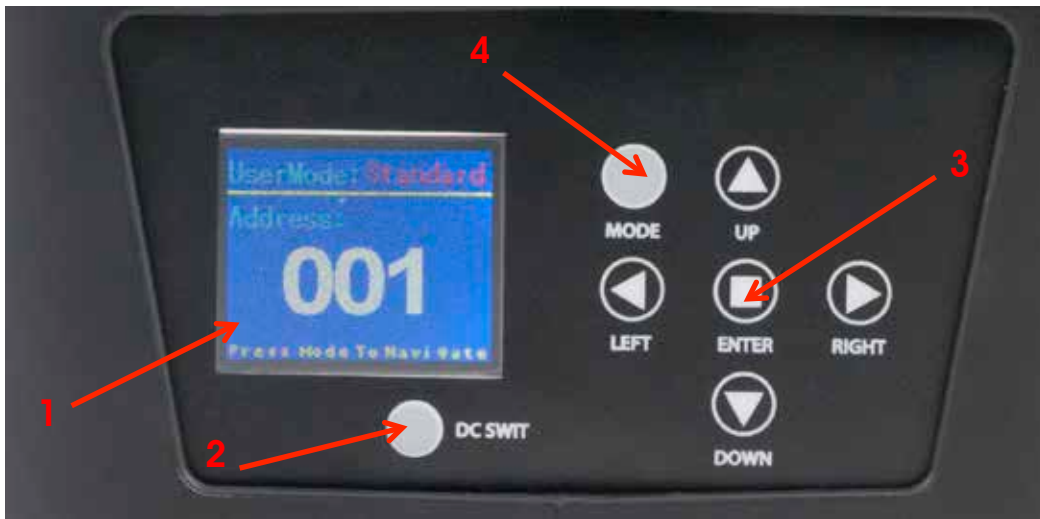 4
UserMode: Standard
Address:
001
Press Mode To Navigate
MODE
UP
3
LEFT
ENTER
RIGHT
1
2
DC SWIT
DOWN